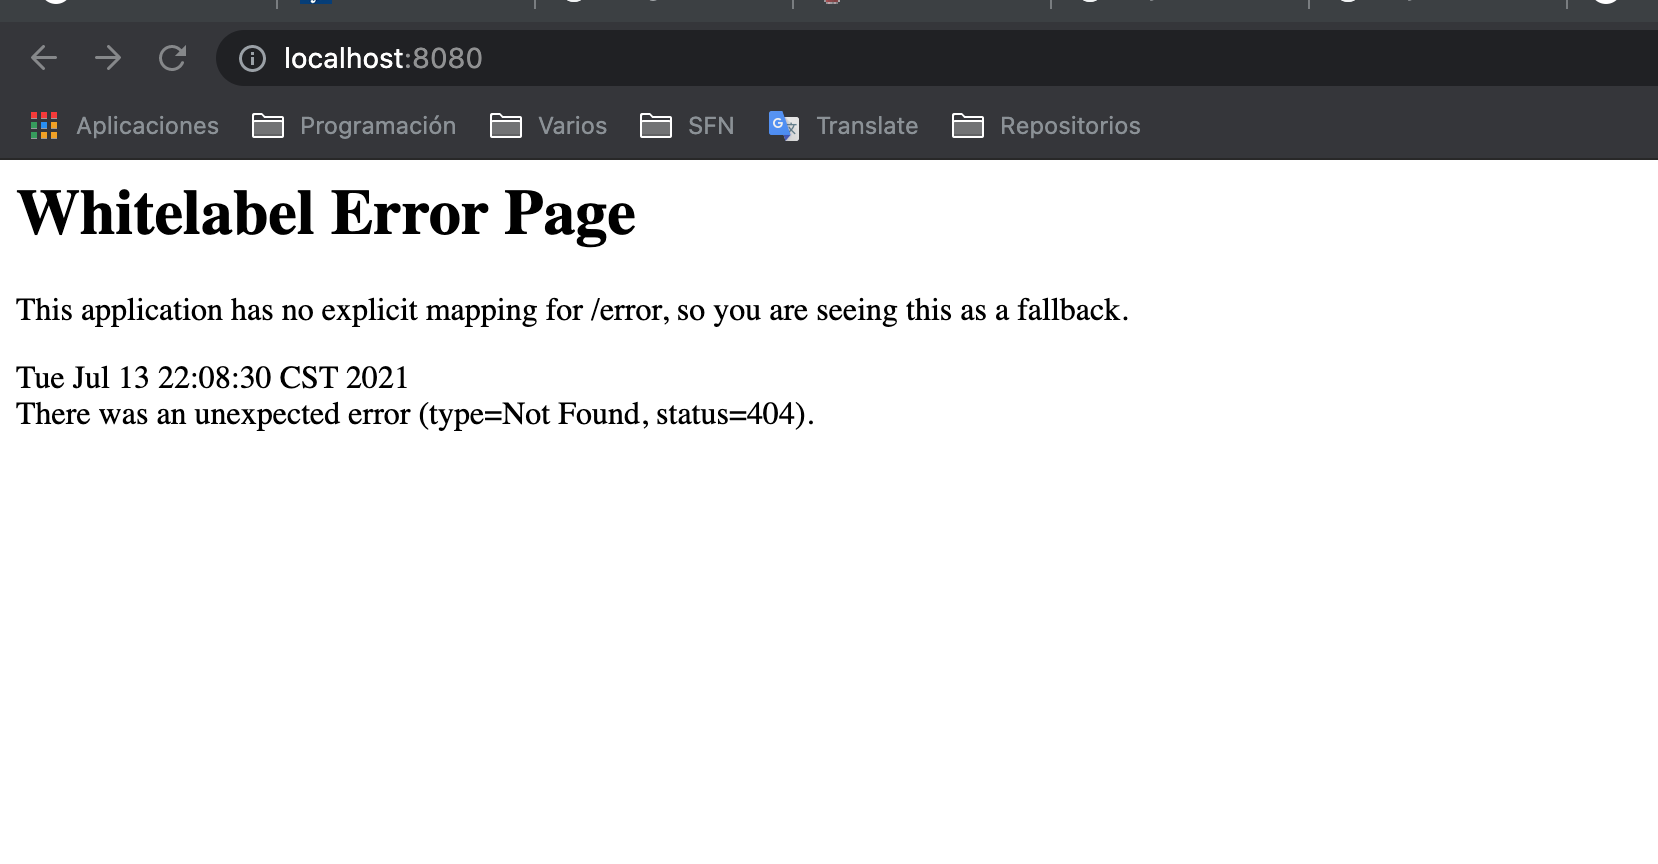 localhost:8080
Aplicaciones Programación Varios SFN Translate Repositorios
Whitelabel Error Page
This application has no explicit mapping for /error, so you are seeing this as a fallback.
Tue Jul 13 22:08:30 CST 2021
There was an unexpected error (type=Not Found, status=404).